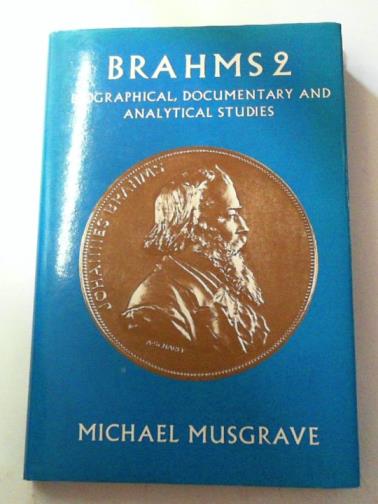 BRAHMS 2
BIOGRAPHICAL, DOCUMENTARY AND
ANALYTICAL STUDIES
JOHANNES BRAHMS
MICHAEL MUSGRAVE